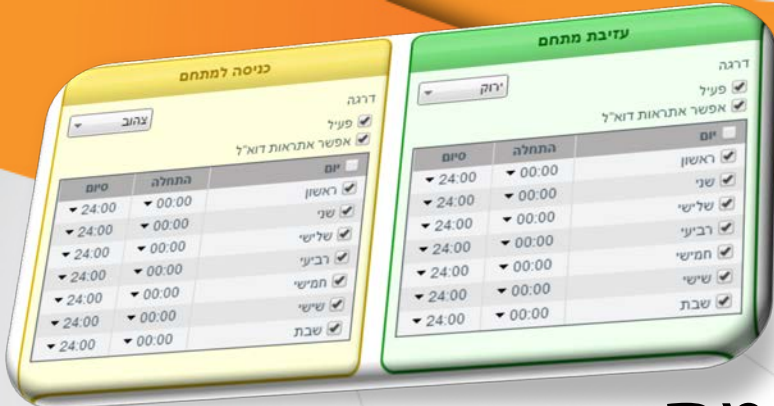 עזיבת מתחם
דרגה
ירוק
פעיל
אפשר אתראות דוא"ל
יום התחלה סיום
ראשון 00:00 24:00
שני 00:00 24:00
שלישי 00:00 24:00
רביעי 00:00 24:00
חמישי 00:00 24:00
שישי 00:00 24:00
שבת 00:00 24:00
כניסה למתחם
דרגה
צהוב
פעיל
אפשר אתראות דוא"ל
יום התחלה סיום
ראשון 00:00 24:00
שני 00:00 24:00
שלישי 00:00 24:00
רביעי 00:00 24:00
חמישי 00:00 24:00
שישי 00:00 24:00
שבת 00:00 24:00